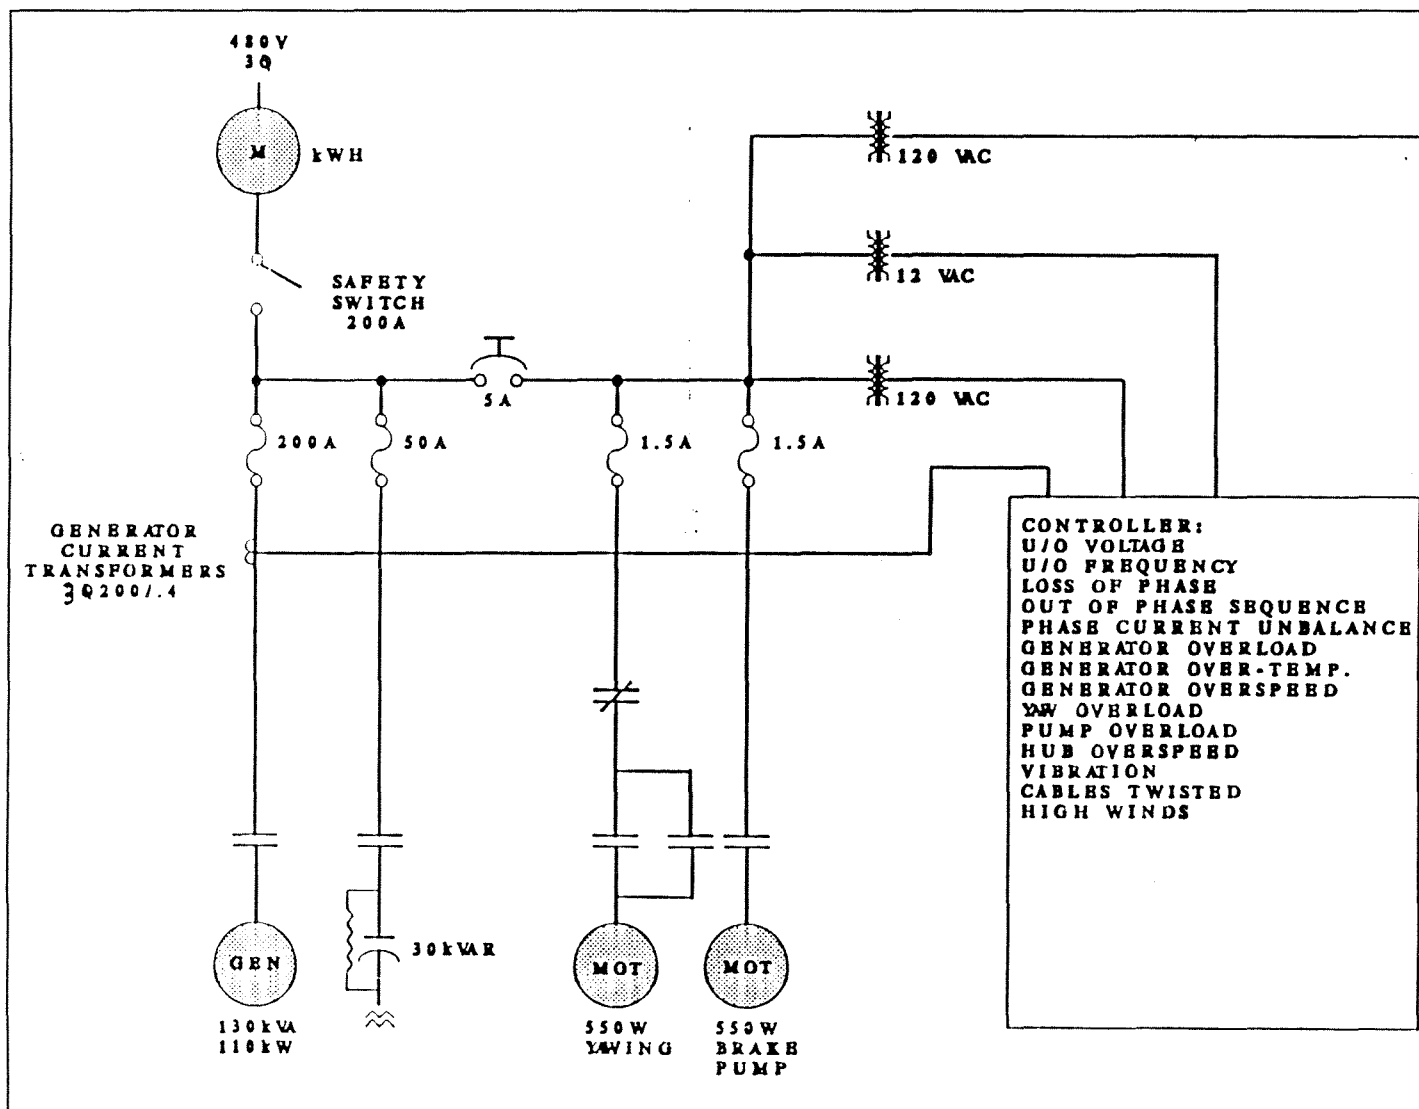 480V
3Q
M
kWH
SAFETY
SWITCH
200A
120 VAC
12 VAC
120 VAC
5A
200A
50A
1.5A
1.5A
GENERATOR
CURRENT
TRANSFORMERS
3Q200/.4
CONTROLLER:
U/O VOLTAGE
U/O FREQUENCY
LOSS OF PHASE
OUT OF PHASE SEQUENCE
PHASE CURRENT UNBALANCE
GENERATOR OVERLOAD
GENERATOR OVER-TEMP.
GENERATOR OVERSPEED
YAW OVERLOAD
PUMP OVERLOAD
HUB OVERSPEED
VIBRATION
CABLES TWISTED
HIGH WINDS
GEN
30kVAR
MOT
MOT
130kVA
110kW
550W
YAWING
550W
BRAKE
PUMP